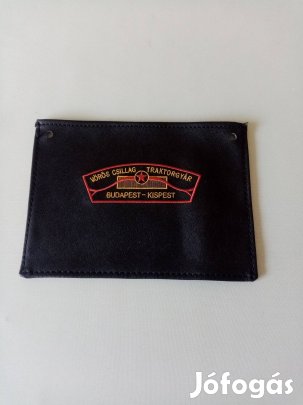 VÖRÖS CSILLAG TRAKTORGYÁR
BUDAPEST - KISPEST
Jófogás